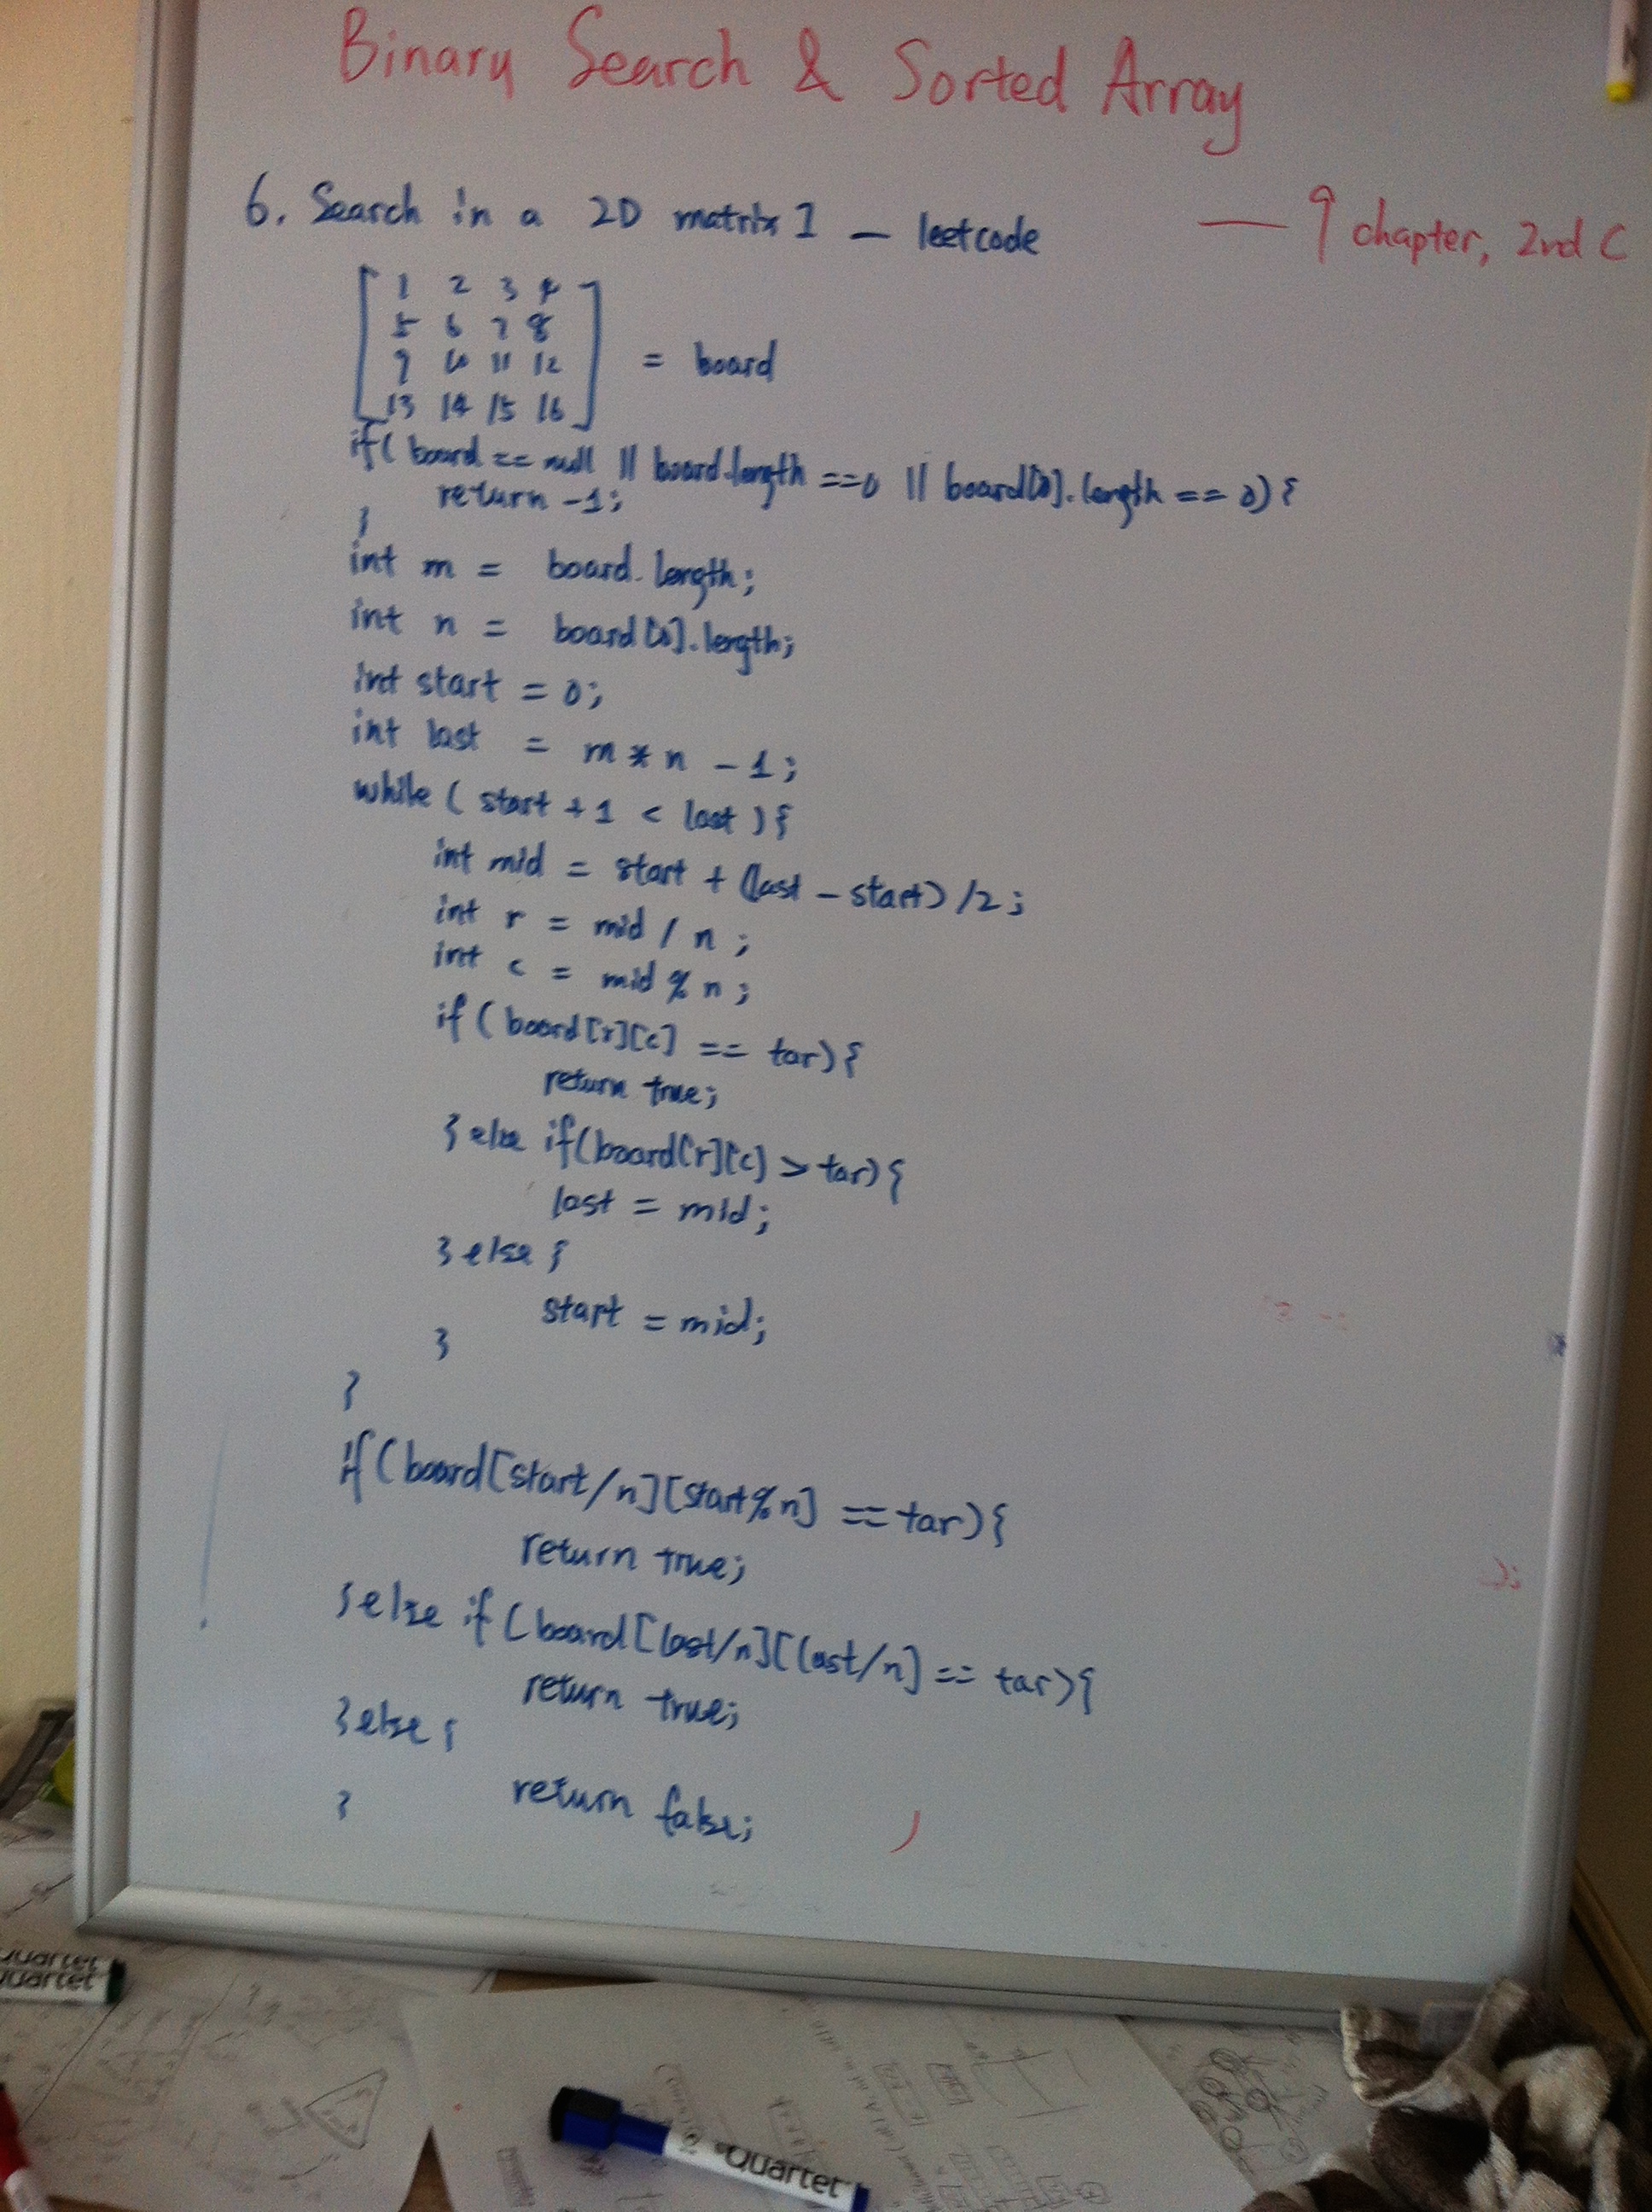 Binary Search & Sorted Array
6. Search in a 2D matrix I — leetcode — 9 chapter, 2nd C
1 2 3 4
5 6 7 8
9 10 11 12
13 14 15 16
= board
if( board == null || board.length ==0 || board[0].length == 0){
return -1;
}
int m = board.length;
int n = board[0].length;
int start = 0;
int last = m * n - 1;
while ( start + 1 < last ){
int mid = start + (last - start) /2;
int r = mid / n ;
int c = mid % n ;
if ( board[r][c] == tar){
return true;
} else if(board[r][c] > tar){
last = mid;
} else {
start = mid;
}
}
if (board[start/n][start%n] == tar){
return true;
} else if (board[last/n][last/n] == tar){
return true;
} else {
return false;
}
Quartet
Quartet
Quartet